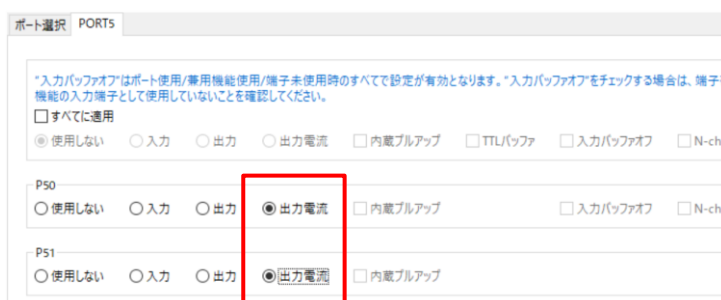 ポート選択 PORT5
"入力バッファオフ"はポート使用/兼用機能使用/端子未使用時のすべてで設定が有効となります。"入力バッファオフ"をチェックする場合は、端子を
機能の入力端子として使用していないことを確認してください。
すべてに適用
使用しない 入力 出力 出力電流 内蔵プルアップ TTLバッファ 入力バッファオフ N-ch
P50
使用しない 入力 出力 出力電流 内蔵プルアップ 入力バッファオフ N-ch
P51
使用しない 入力 出力 出力電流 内蔵プルアップ